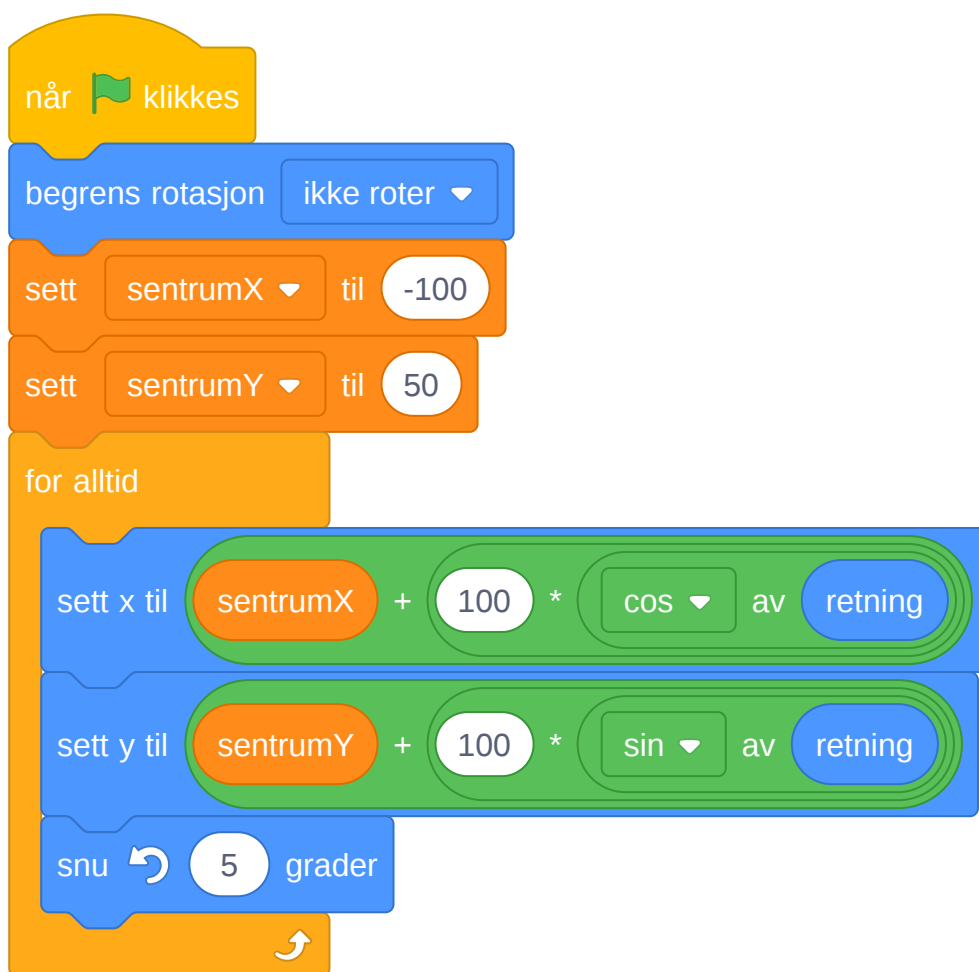 når klikkes
begrens rotasjon ikke roter
sett sentrumX til -100
sett sentrumY til 50
for alltid
sett x til sentrumX + 100 * cos av retning
sett y til sentrumY + 100 * sin av retning
snu 5 grader